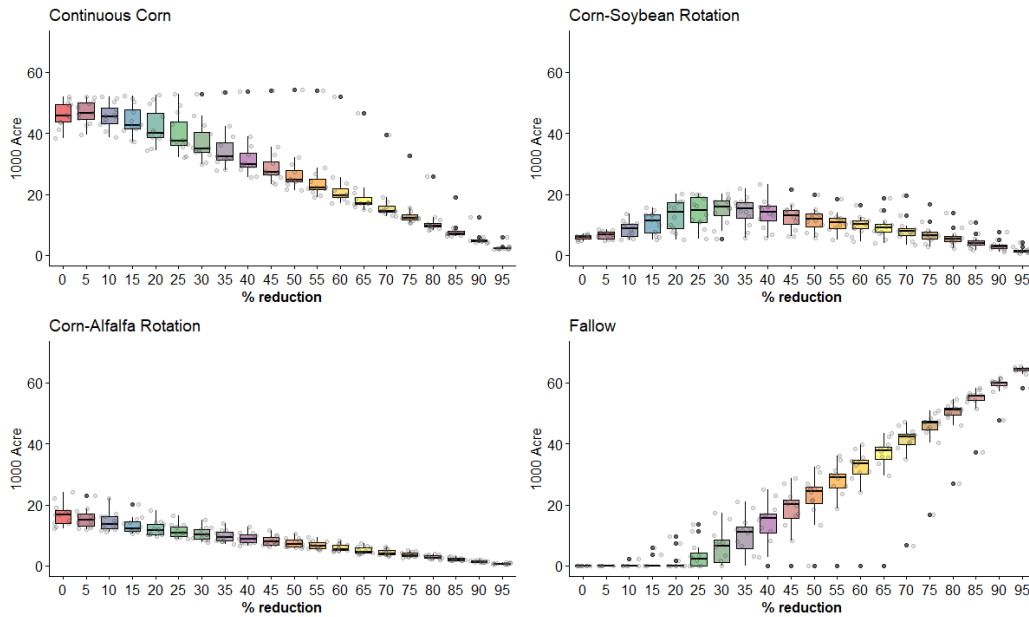 Continuous Corn
1000 Acre
60
40
20
0
0 5 10 15 20 25 30 35 40 45 50 55 60 65 70 75 80 85 90 95
% reduction
Corn-Soybean Rotation
1000 Acre
60
40
20
0
0 5 10 15 20 25 30 35 40 45 50 55 60 65 70 75 80 85 90 95
% reduction
Corn-Alfalfa Rotation
1000 Acre
60
40
20
0
0 5 10 15 20 25 30 35 40 45 50 55 60 65 70 75 80 85 90 95
% reduction
Fallow
1000 Acre
60
40
20
0
0 5 10 15 20 25 30 35 40 45 50 55 60 65 70 75 80 85 90 95
% reduction